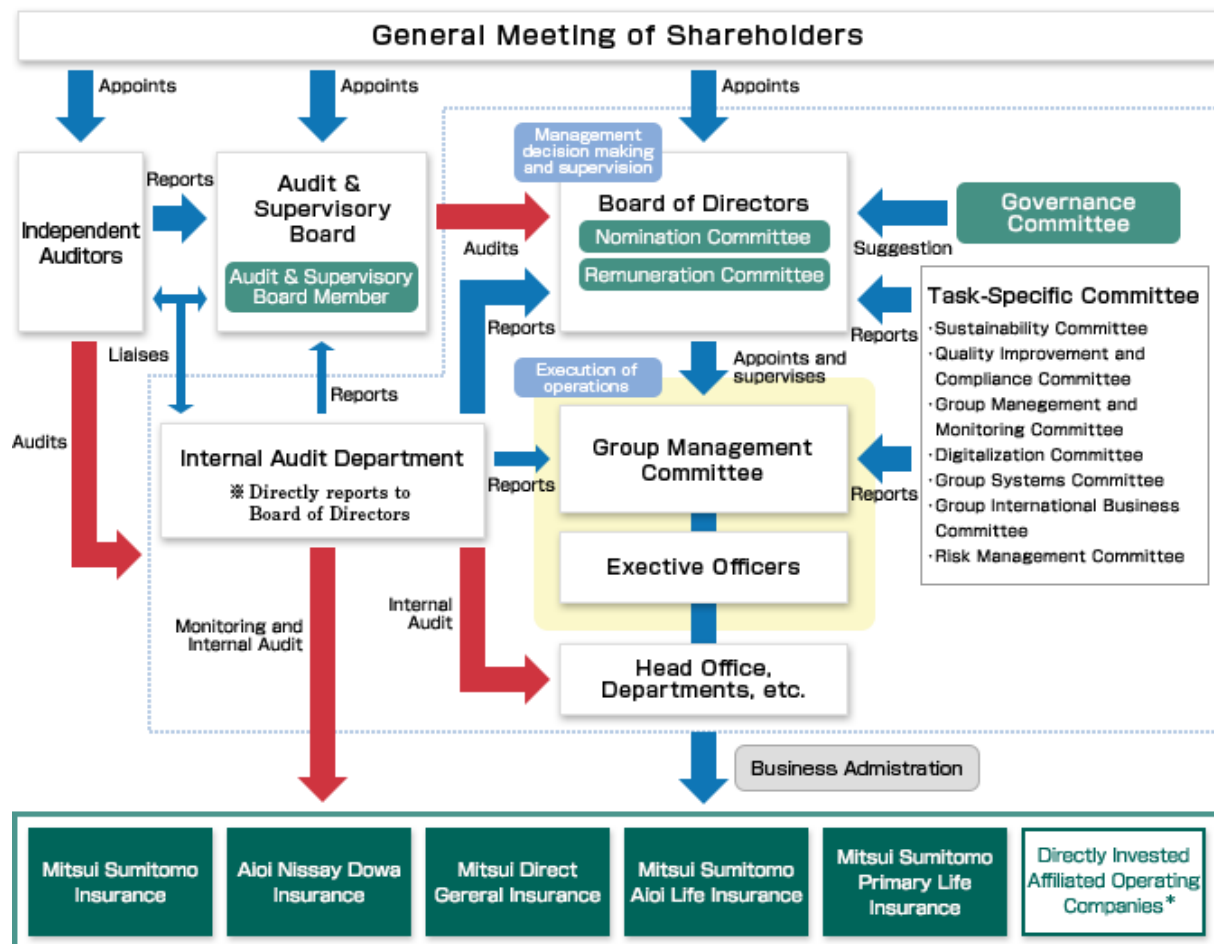 General Meeting of Shareholders
Appoints
Appoints
Appoints
Management
decision making
and supervision
Reports
Independent
Auditors
Audit &
Supervisory
Board
Audit & Supervisory
Board Member
Audits
Board of Directors
Nomination Committee
Remuneration Committee
Governance
Committee
Suggestion
Reports
Reports
Task-Specific Committee
·Sustainability Committee
·Quality Improvement and
Compliance Committee
·Group Manegement and
Monitoring Committee
·Digitalization Committee
·Group Systems Committee
·Group International Business
Committee
·Risk Management Committee
Liaises
Reports
Execution of
operations
Appoints and
supervises
Audits
Internal Audit Department
※ Directly reports to
Board of Directors
Reports
Group Management
Committee
Reports
Exective Officers
Monitoring and
Internal Audit
Internal
Audit
Head Office,
Departments, etc.
Business Admistration
Mitsui Sumitomo
Insurance
Aioi Nissay Dowa
Insurance
Mitsui Direct
Gereral Insurance
Mitsui Sumitomo
Aioi Life Insurance
Mitsui Sumitomo
Primary Life
Insurance
Directly Invested
Affiliated Operating
Companies*